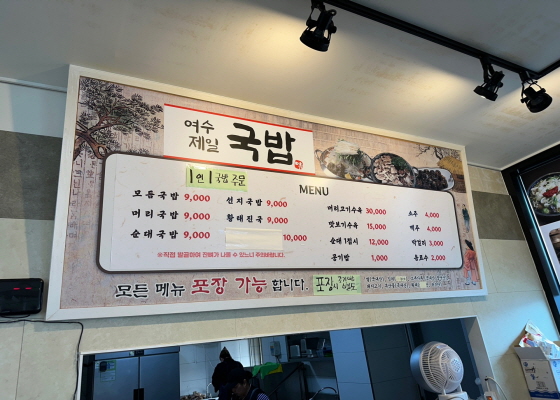 여수
제일 국밥
1인 1국밥 주문
MENU
모듬국밥 9,000
머리국밥 9,000
순대국밥 9,000
선지국밥 9,000
황태진국 9,000
10,000
머리고기수육 30,000
맛보기수육 15,000
순대 1접시 12,000
공기밥 1,000
소주 4,000
맥주 4,000
막걸리 3,000
음료수 2,000
모든 메뉴 포장 가능 합니다.